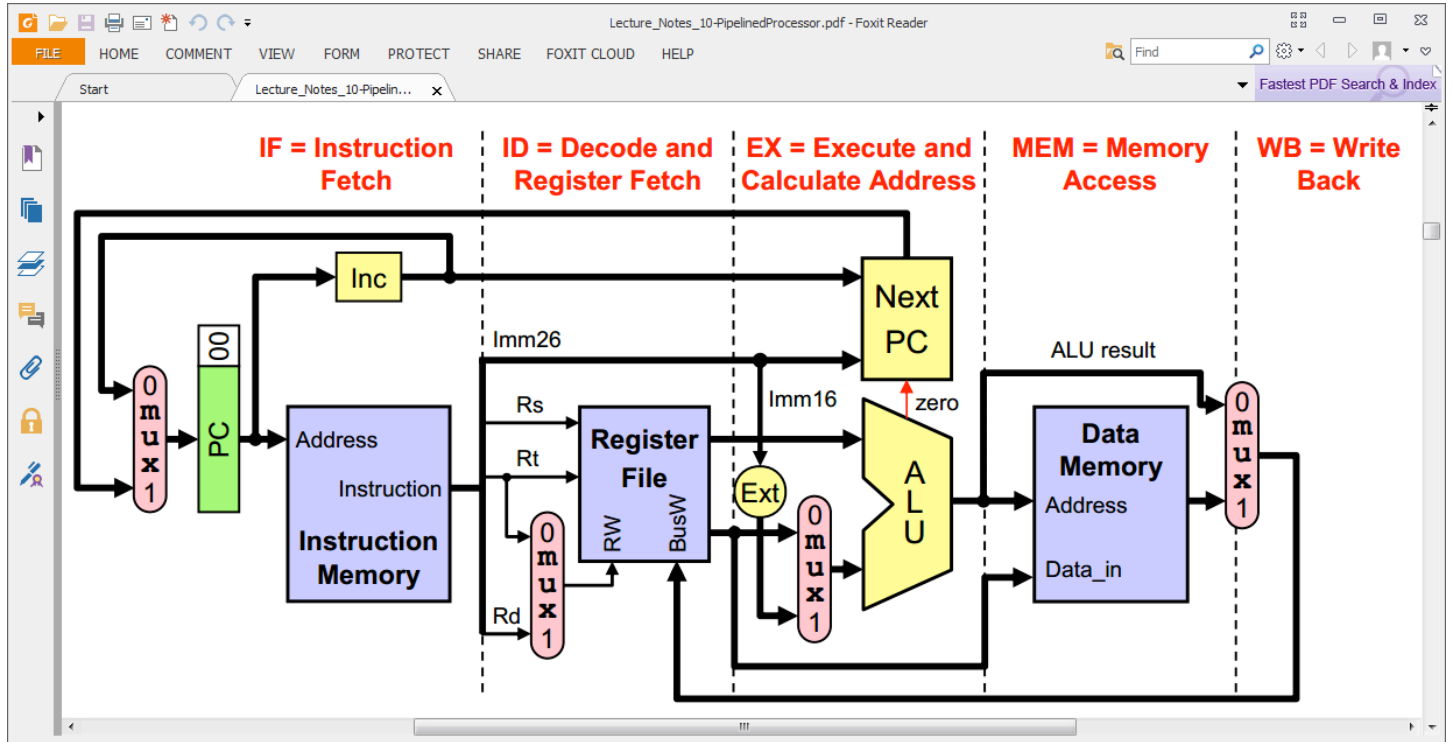 Lecture_Notes_10-PipelinedProcessor.pdf - Foxit Reader
FILE HOME COMMENT VIEW FORM PROTECT SHARE FOXIT CLOUD HELP
Find
Start
Lecture_Notes_10-Pipelin... x
Fastest PDF Search & Index
IF = Instruction
Fetch
ID = Decode and
Register Fetch
EX = Execute and
Calculate Address
MEM = Memory
Access
WB = Write
Back
Inc
Next
PC
00
PC
0
m
u
x
1
Address
Instruction
Instruction
Memory
Imm26
Rs
Rt
Rd
0
m
u
x
1
Register
File
RW
BusW
Imm16
Ext
0
m
u
x
1
zero
A
L
U
ALU result
Data
Memory
Address
Data_in
0
m
u
x
1